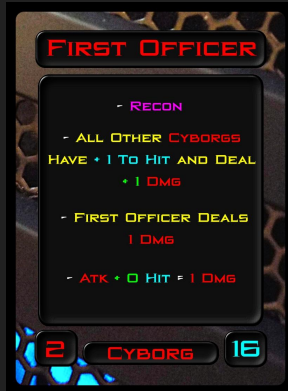 First Officer
- Recon
- All Other Cyborgs
Have + 1 To Hit and Deal
+ 1 Dmg
- First Officer Deals
1 Dmg
- Atk + 0 Hit = 1 Dmg
2 Cyborg 16